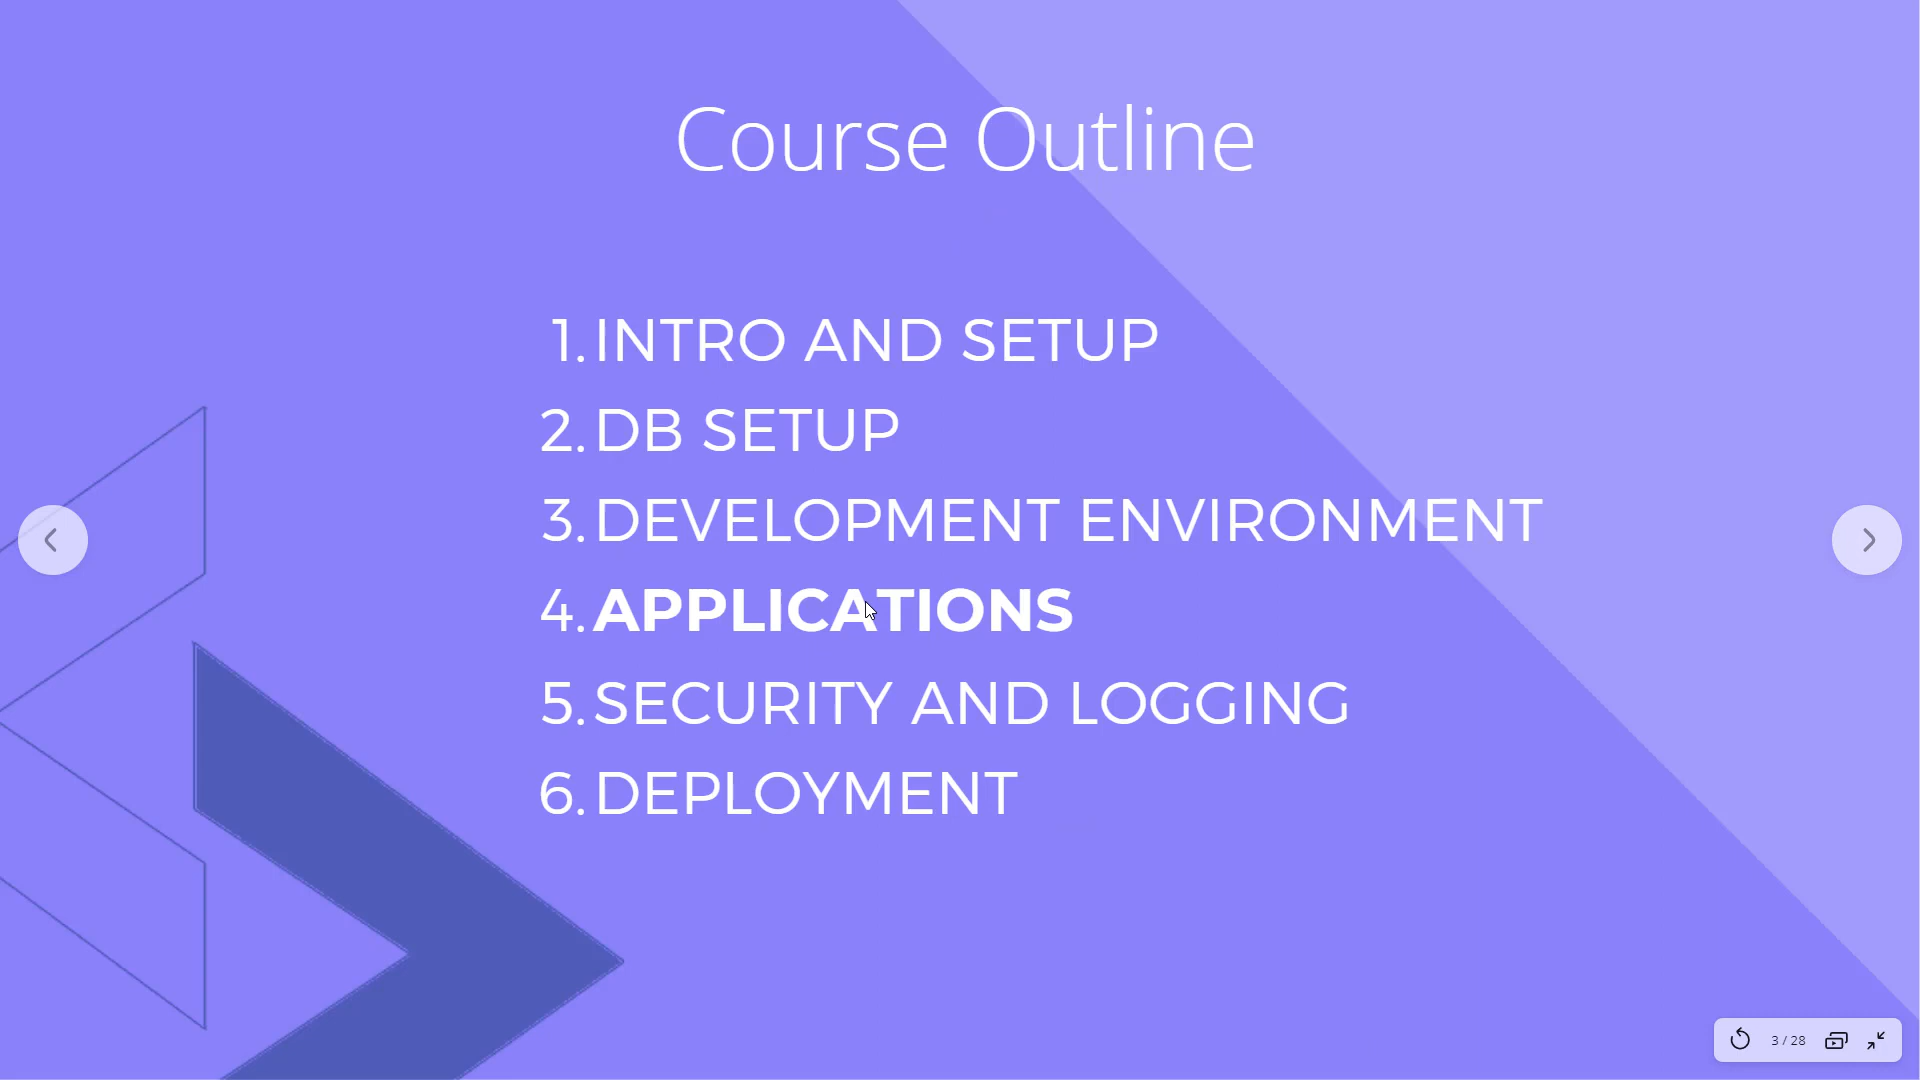 Course Outline
1. INTRO AND SETUP
2. DB SETUP
3. DEVELOPMENT ENVIRONMENT
4. APPLICATIONS
5. SECURITY AND LOGGING
6. DEPLOYMENT
3 / 28